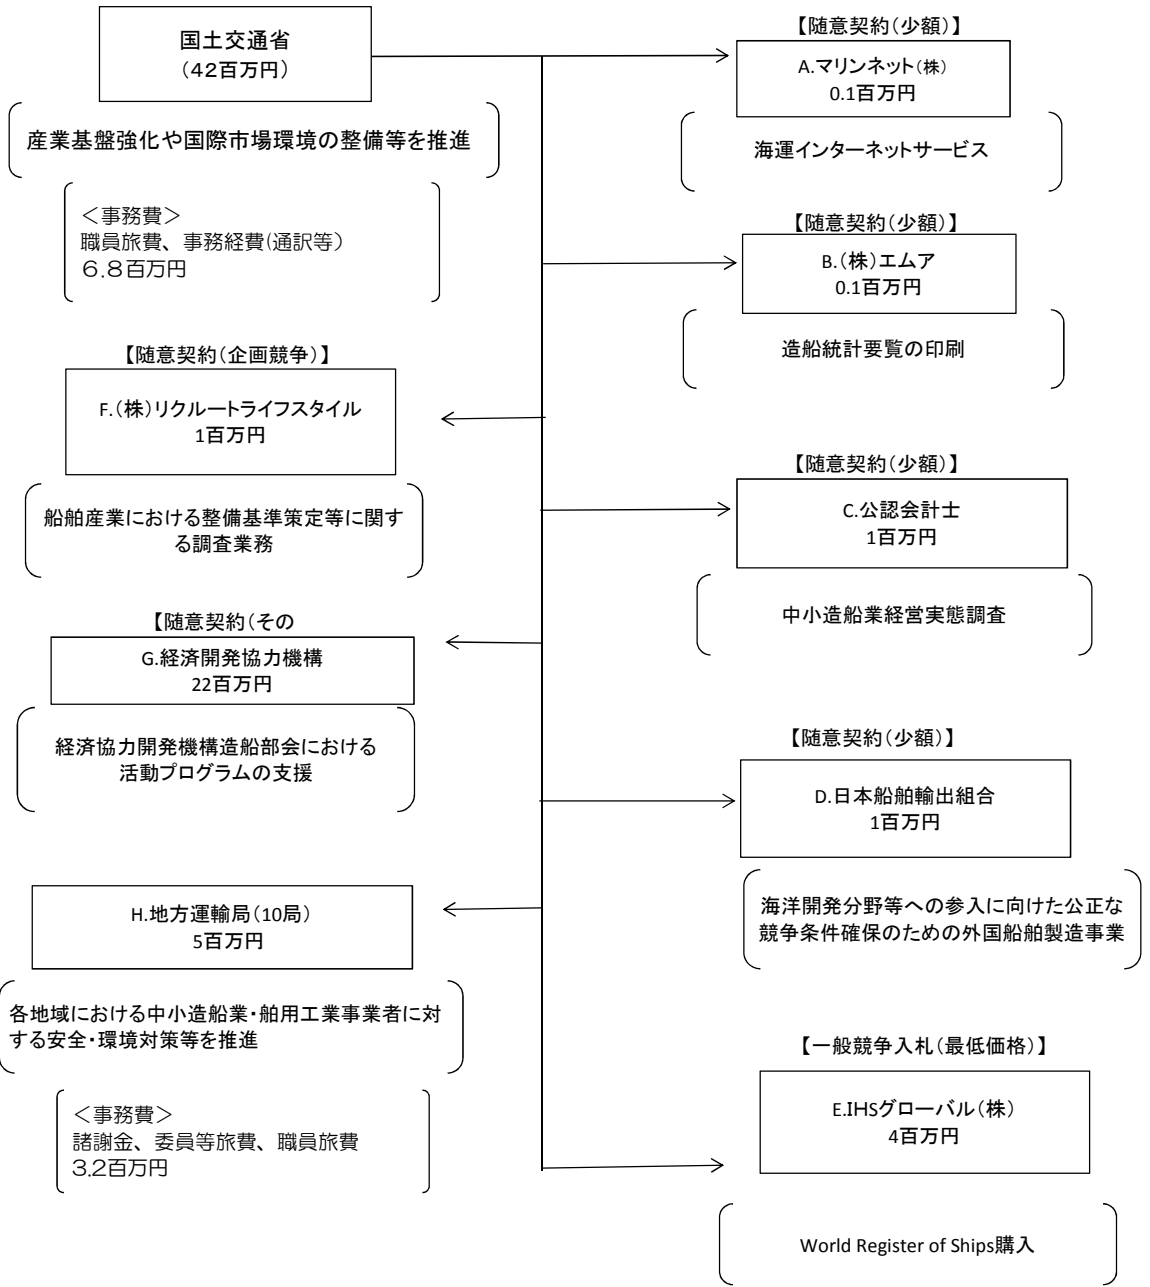 国土交通省
(42百万円)
産業基盤強化や国際市場環境の整備等を推進
＜事務費＞
職員旅費、事務経費(通訳等)
6.8百万円
【随意契約(少額)】
A.マリンネット(株)
0.1百万円
海運インターネットサービス
【随意契約(少額)】
B.(株)エムア
0.1百万円
造船統計要覧の印刷
【随意契約(企画競争)】
F.(株)リクルートライフスタイル
1百万円
船舶産業における整備基準策定等に関す
る調査業務
【随意契約(少額)】
C.公認会計士
1百万円
中小造船業経営実態調査
【随意契約(その
G.経済開発協力機構
22百万円
経済協力開発機構造船部会における
活動プログラムの支援
【随意契約(少額)】
D.日本船舶輸出組合
1百万円
海洋開発分野等への参入に向けた公正な
競争条件確保のための外国船舶製造事業
H.地方運輸局(10局)
5百万円
各地域における中小造船業・舶用工業事業者に対
する安全・環境対策等を推進
＜事務費＞
諸謝金、委員等旅費、職員旅費
3.2百万円
【一般競争入札(最低価格)】
E.IHSグローバル(株)
4百万円
World Register of Ships購入